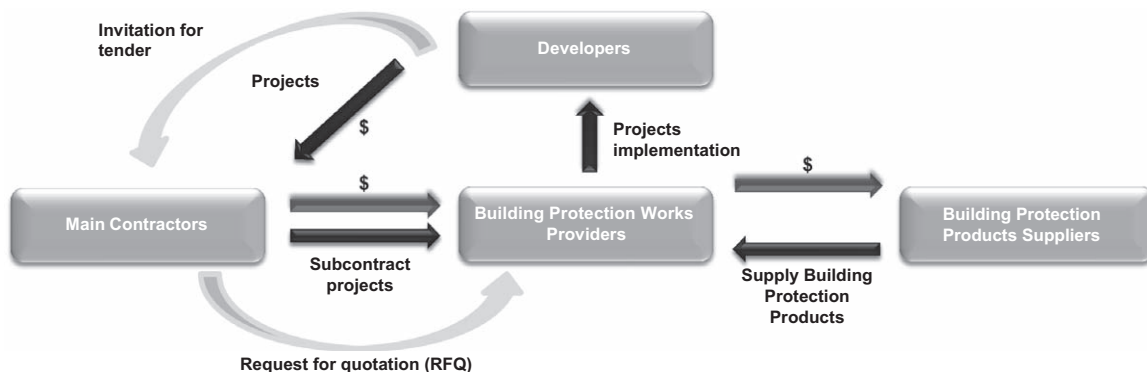 Invitation for
tender
Developers
Projects
$
Projects
implementation
Main Contractors
$
Building Protection Works
Providers
$
Building Protection
Products Suppliers
Subcontract
projects
Supply Building
Protection
Products
Request for quotation (RFQ)